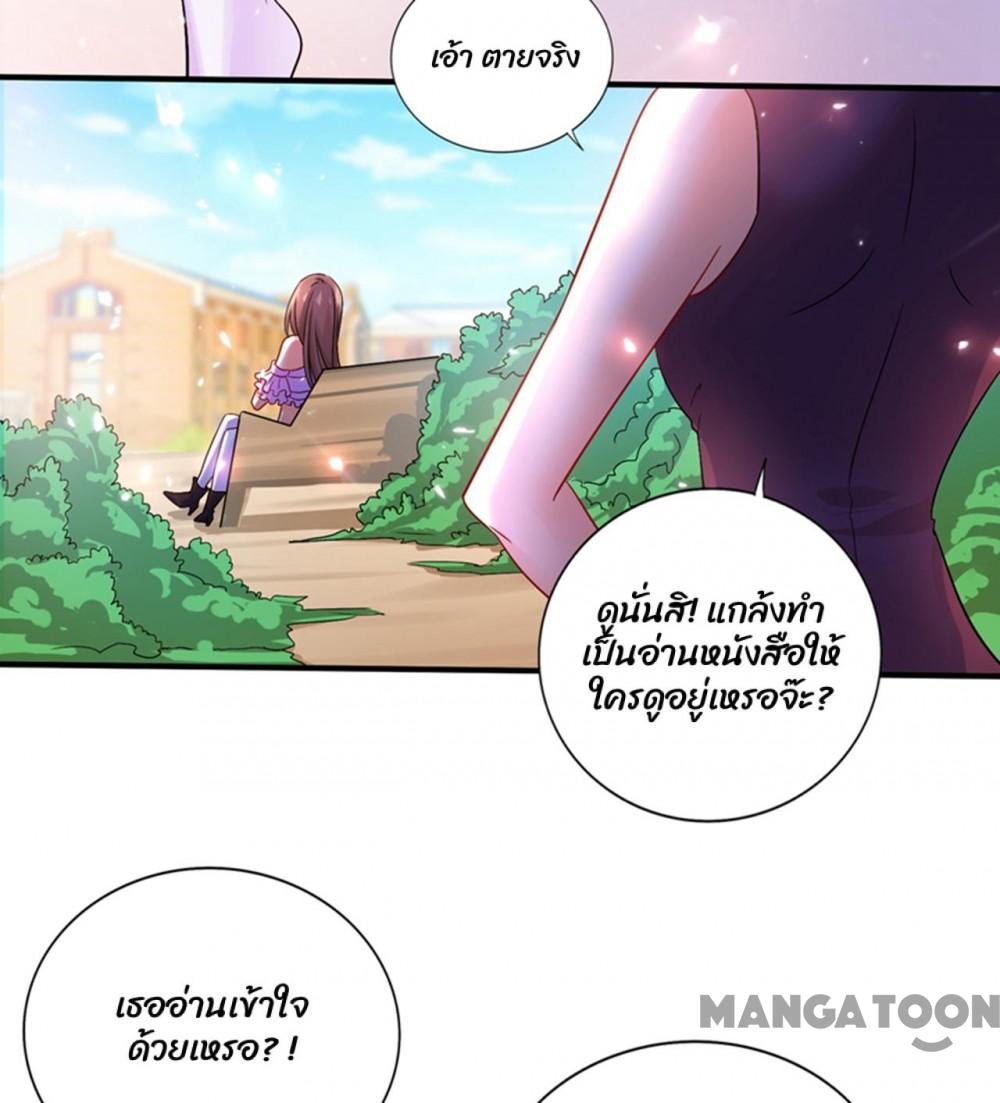 เอ้า ตายจริง
ดูนั่นสิ! แกล้งทำ
เป็นอ่านหนังสือให้
ใครดูอยู่เหรอจ๊ะ?
เธออ่านเข้าใจ
ด้วยเหรอ? !
MANGATOON